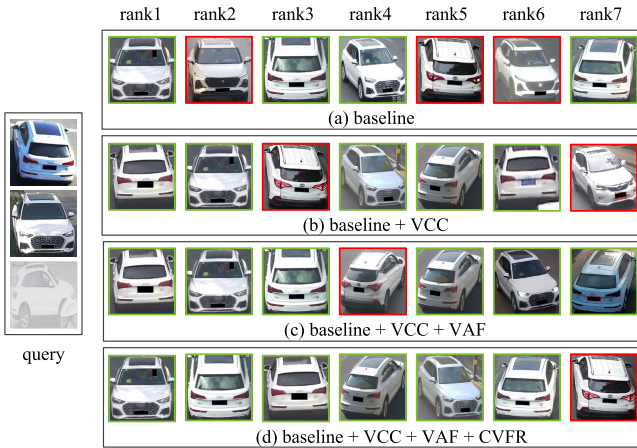 rank1 rank2 rank3 rank4 rank5 rank6 rank7
(a) baseline
(b) baseline + VCC
(c) baseline + VCC + VAF
query
(d) baseline + VCC + VAF + CVFR